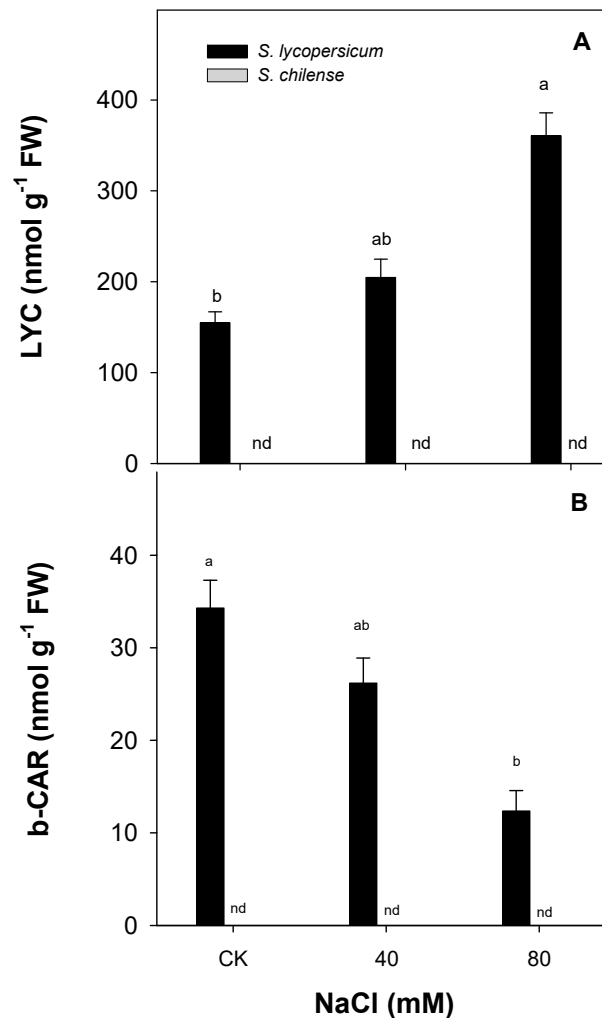 A
S. lycopersicum
S. chilense
LYC (nmol g⁻¹ FW)
400
300
200
100
0
b
ab
a
nd
nd
nd
B
b-CAR (nmol g⁻¹ FW)
40
30
20
10
0
a
ab
b
nd
nd
nd
CK
40
80
NaCl (mM)